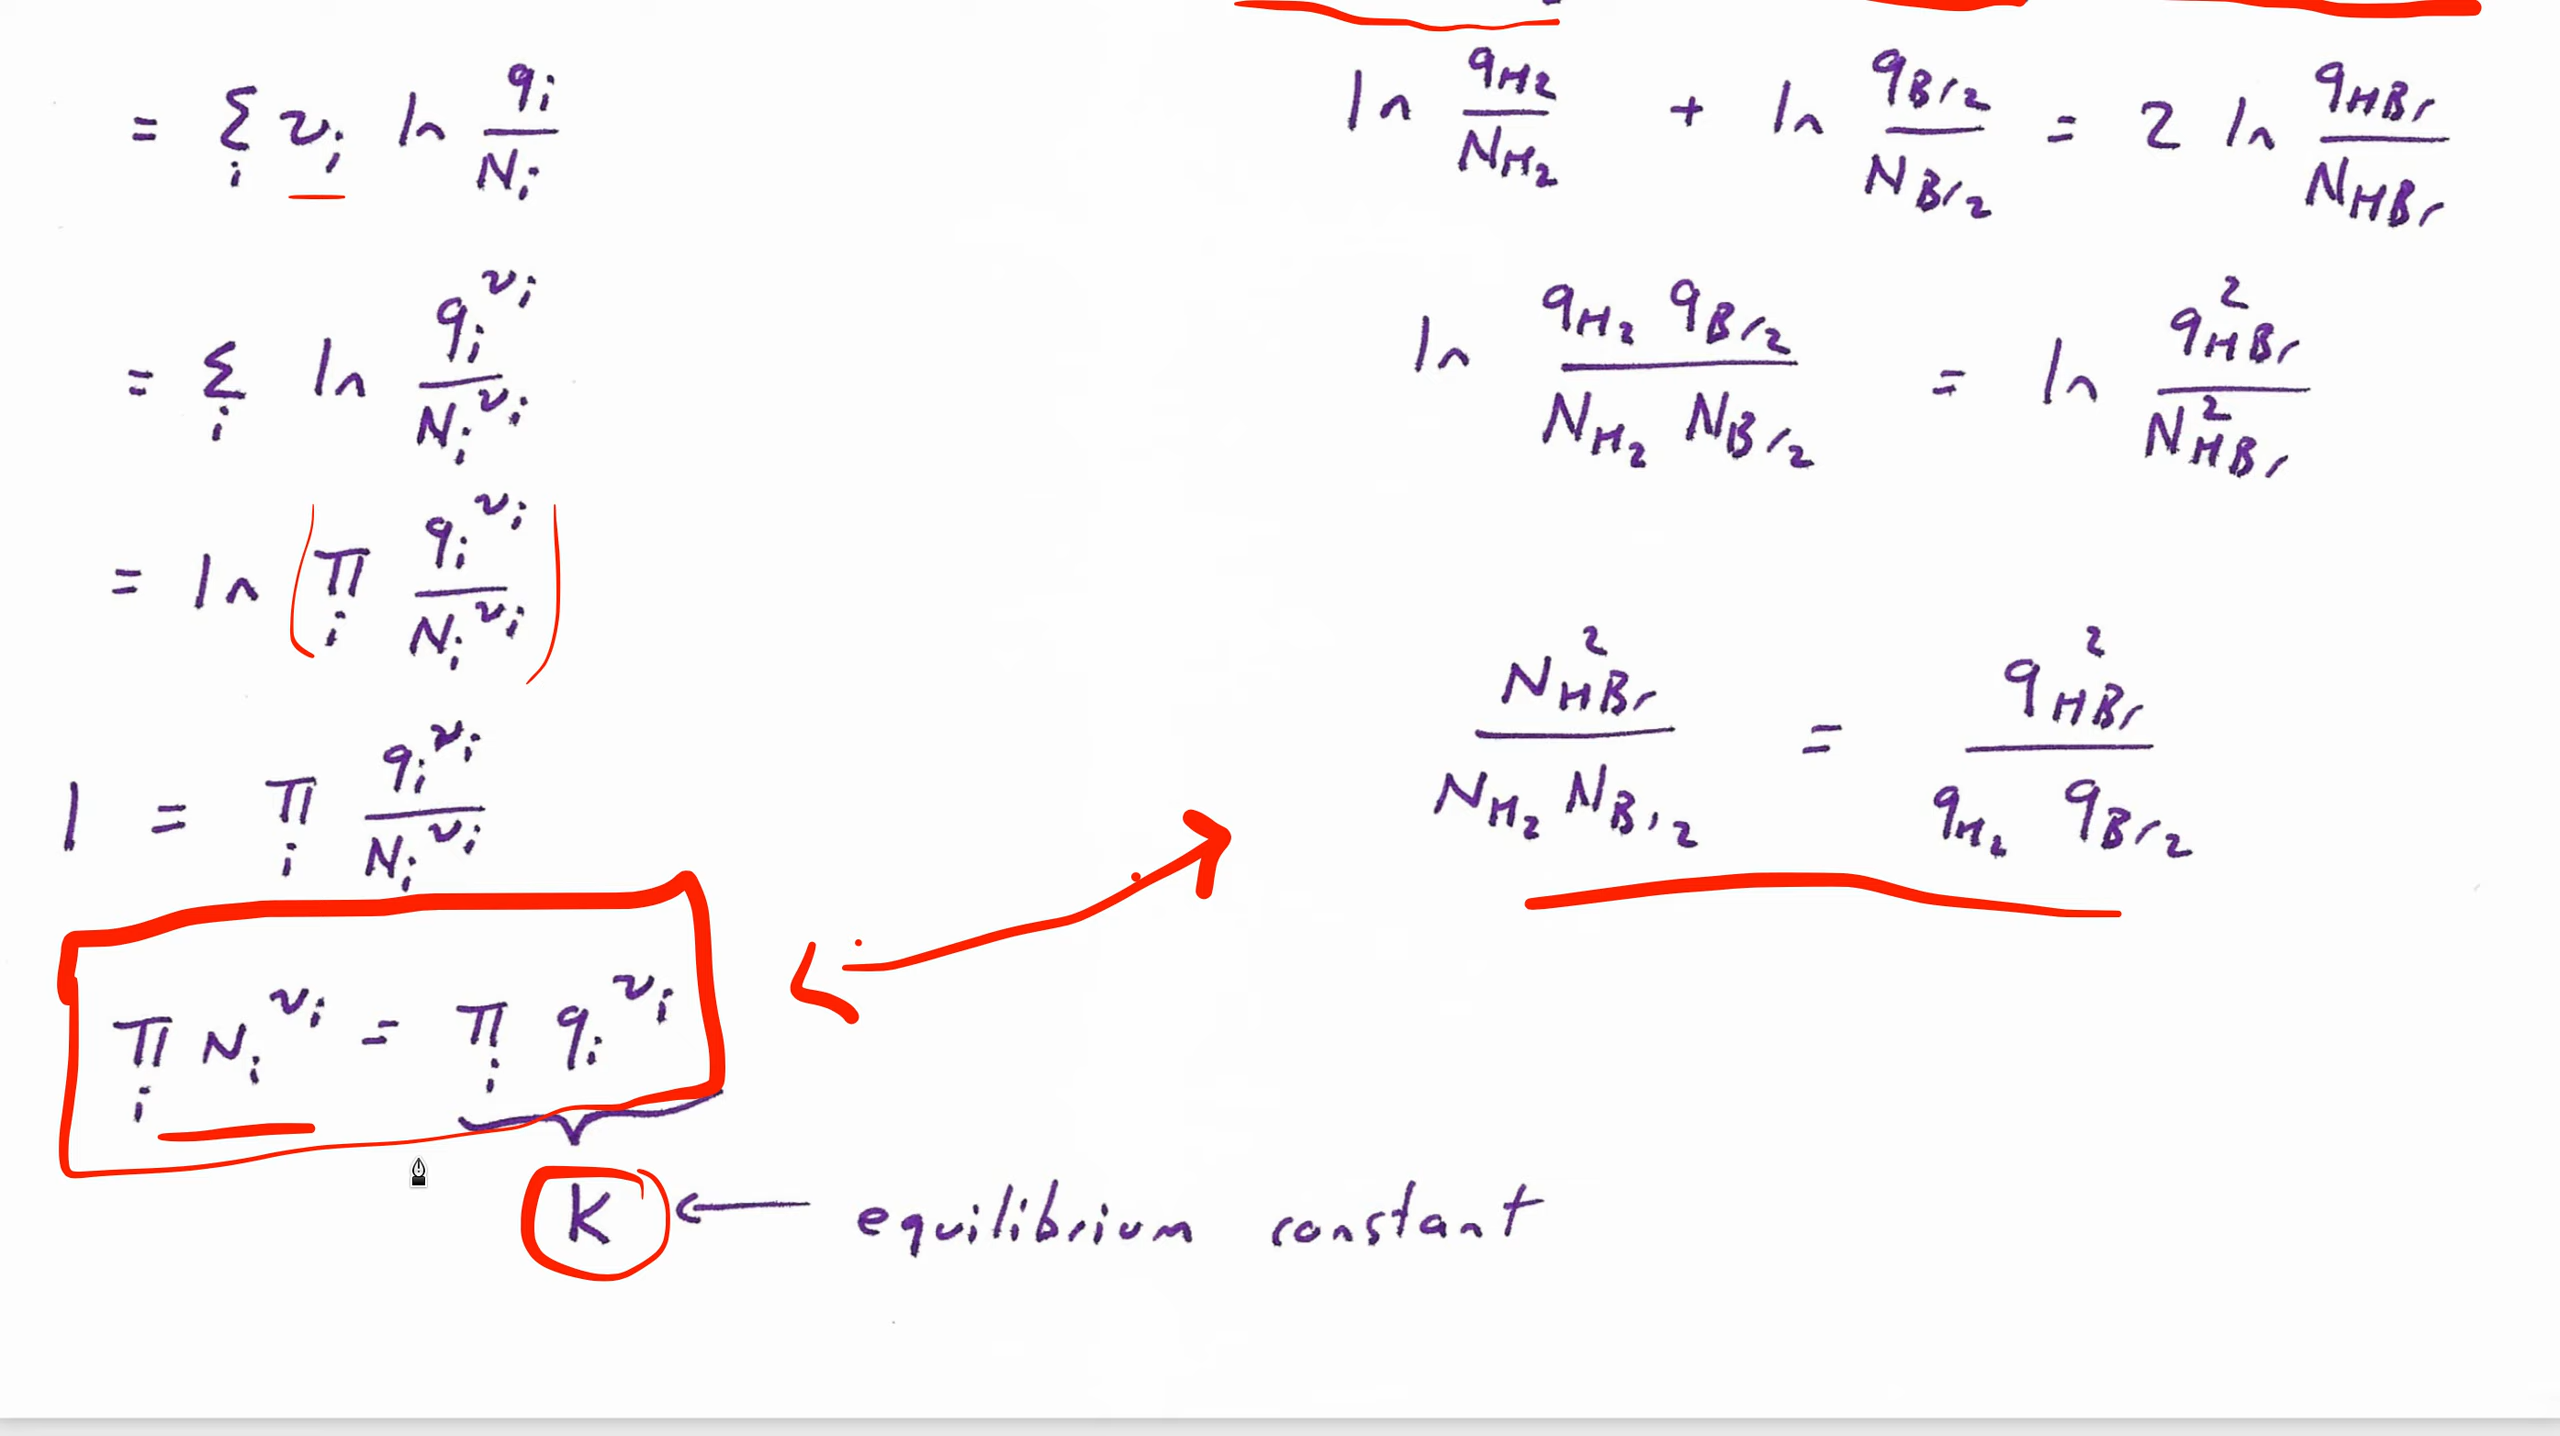 = Σ_i ν_i ln q_i / N_i
= Σ_i ln q_i^ν_i / N_i^ν_i
= ln ( Π_i q_i^ν_i / N_i^ν_i )
1 = Π_i q_i^ν_i / N_i^ν_i
Π_i N_i^ν_i = Π_i q_i^ν_i
K ← equilibrium constant
ln q_H2 / N_H2 + ln q_Br2 / N_Br2 = 2 ln q_HBr / N_HBr
ln q_H2 q_Br2 / N_H2 N_Br2 = ln q_HBr^2 / N_HBr^2
N_HBr^2 / N_H2 N_Br2 = q_HBr^2 / q_H2 q_Br2